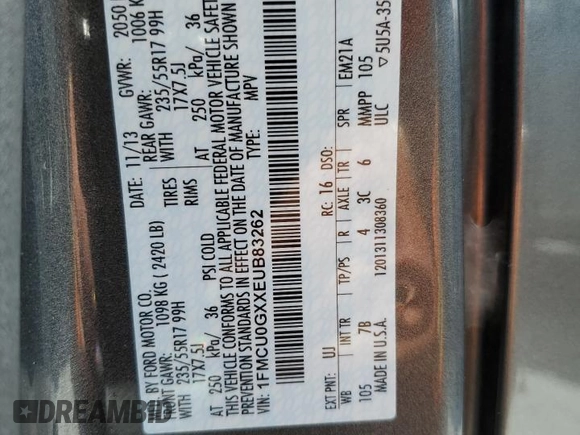 BY FORD MOTOR CO.
DATE: 11/13 GVWR: 2050
FRONT GAWR: 1098 KG ( 2420 LB) REAR GAWR: 1006 K
235/55R17 99H TIRES WITH 235/55R17 99H
17X7.5J RIMS 17X7.5J
AT 250 kPa/ 36 PSI COLD AT 250 kPa/ 36
THIS VEHICLE CONFORMS TO ALL APPLICABLE FEDERAL MOTOR VEHICLE SAFETY
PREVENTION STANDARDS IN EFFECT ON THE DATE OF MANUFACTURE SHOWN
VIN: 1FMCU0GXXEUB83262 TYPE: MPV
EXT PNT: UJ RC: 16 DSO:
WB INT TR TP/PS R AXLE TR SPR EM21A
105 7B 4 3C 6 MMPP 105
MADE IN U.S.A. 1201311308360 ULC ▽5U5A-35
DREAMBID